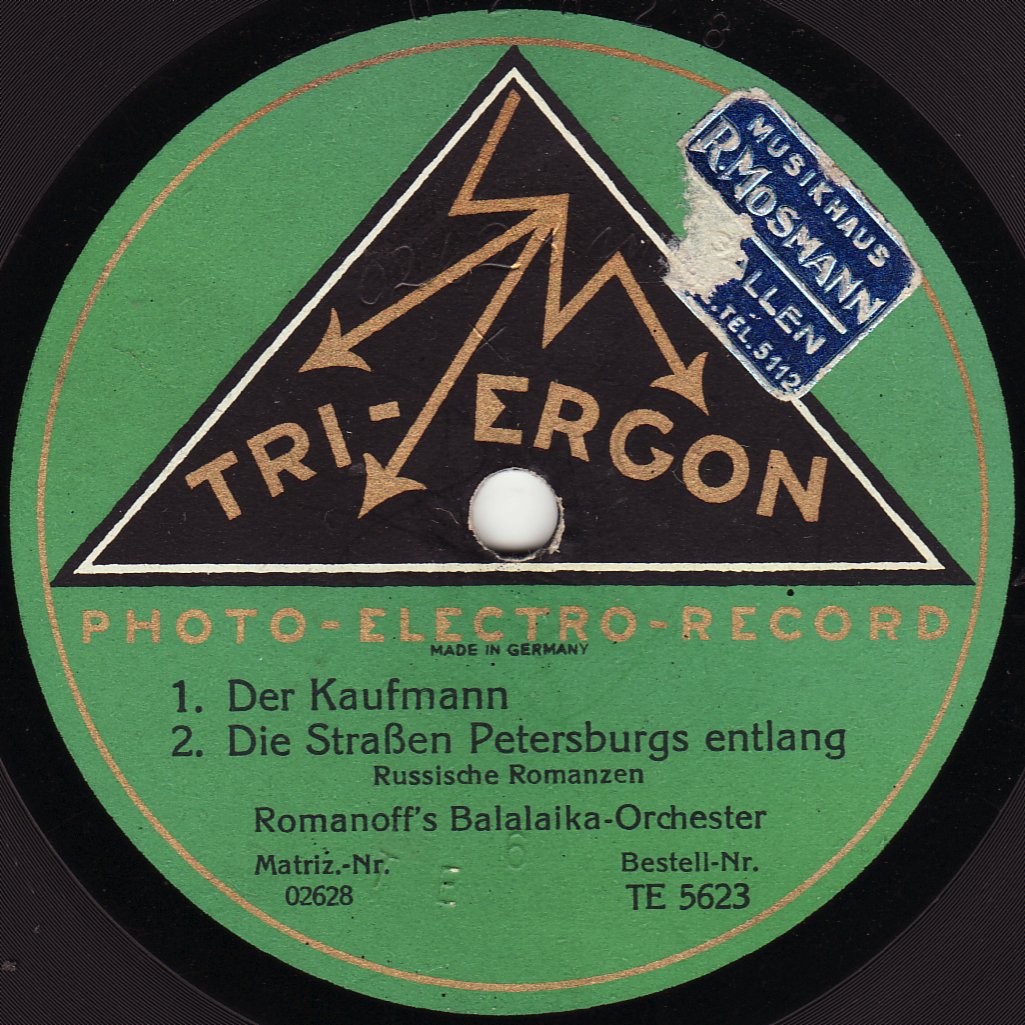 MUSIKHAUS
R. MOSMANN
LLEN
TEL. 5112
TRI-ERGON
PHOTO-ELECTRO-RECORD
MADE IN GERMANY
1. Der Kaufmann
2. Die Straßen Petersburgs entlang
Russische Romanzen
Romanoff's Balalaika-Orchester
Matriz.-Nr. Bestell-Nr.
02628 TE 5623